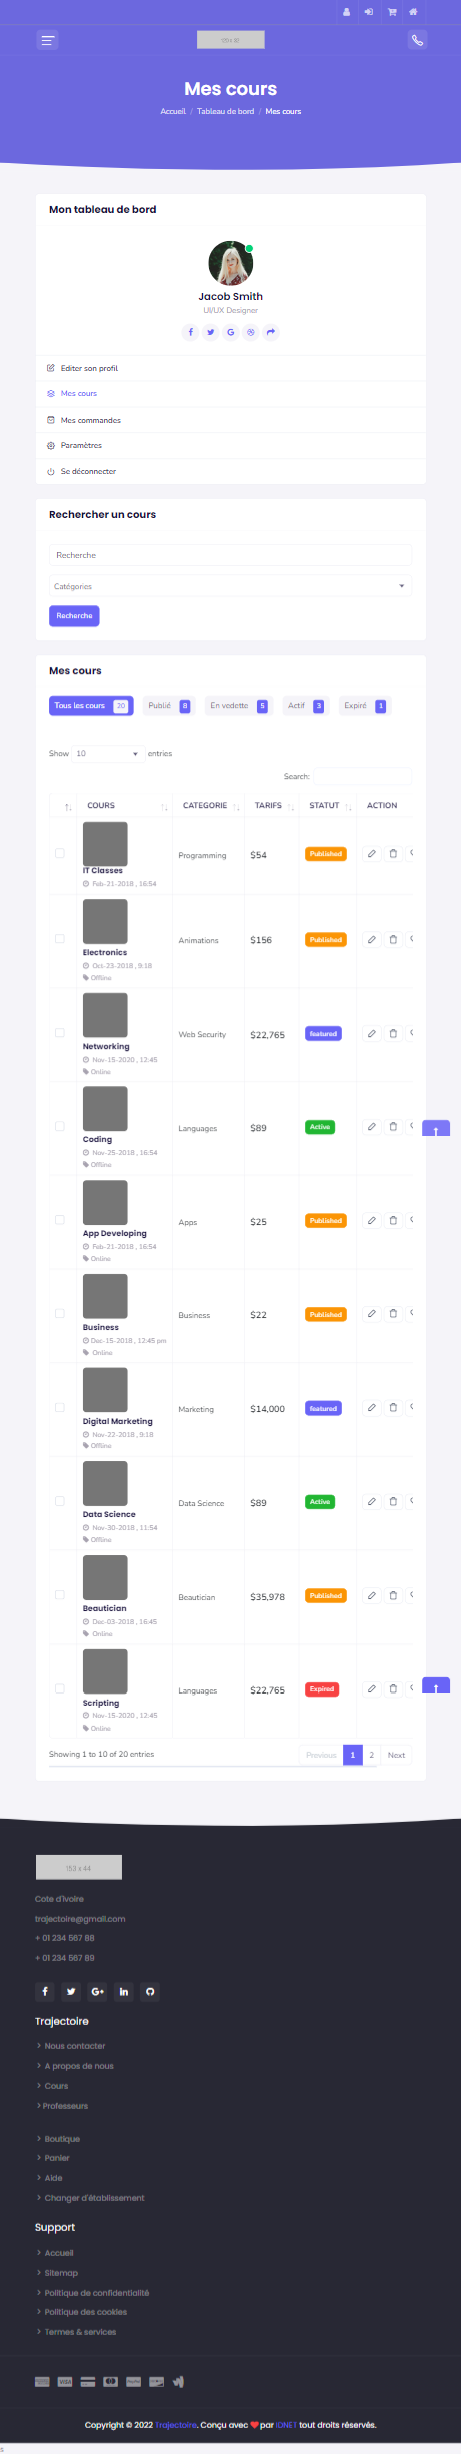 Mes cours
Accueil / Tableau de bord / Mes cours
Mon tableau de bord
Jacob Smith
UI/UX Designer
Editer son profil
Mes cours
Mes commandes
Paramètres
Se déconnecter
Rechercher un cours
Recherche
Catégories
Recherche
Mes cours
Tous les cours 20 Publié 8 En vedette 5 Actif 3 Expiré 1
Show 10 entries
Search:
COURS CATEGORIE TARIFS STATUT ACTION
IT Classes
Feb-21-2018 , 16:54
Programming $54 Published
Electronics
Oct-23-2018 , 9:18
Offline
Animations $156 Published
Networking
Nov-15-2020 , 12:45
Online
Web Security $22,765 featured
Coding
Nov-25-2018 , 16:54
Offline
Languages $89 Active
App Developing
Feb-21-2018 , 16:54
Online
Apps $25 Published
Business
Dec-15-2018 , 12:45 pm
Online
Business $22 Published
Digital Marketing
Nov-22-2018 , 9:18
Offline
Marketing $14,000 featured
Data Science
Nov-30-2018 , 11:54
Offline
Data Science $89 Active
Beautician
Dec-03-2018 , 16:45
Online
Beautician $35,978 Published
Scripting
Nov-15-2020 , 12:45
Online
Languages $22,765 Expired
Showing 1 to 10 of 20 entries
Previous 1 2 Next
153 x 44
Cote d'Ivoire
trajectoire@gmail.com
+ 01 234 567 88
+ 01 234 567 89
Trajectoire
Nous contacter
A propos de nous
Cours
Professeurs
Boutique
Panier
Aide
Changer d'établissement
Support
Accueil
Sitemap
Politique de confidentialité
Politique des cookies
Termes & services
VISA
Copyright © 2022 Trajectoire. Conçu avec ❤ par IDNET tout droits réservés.
s